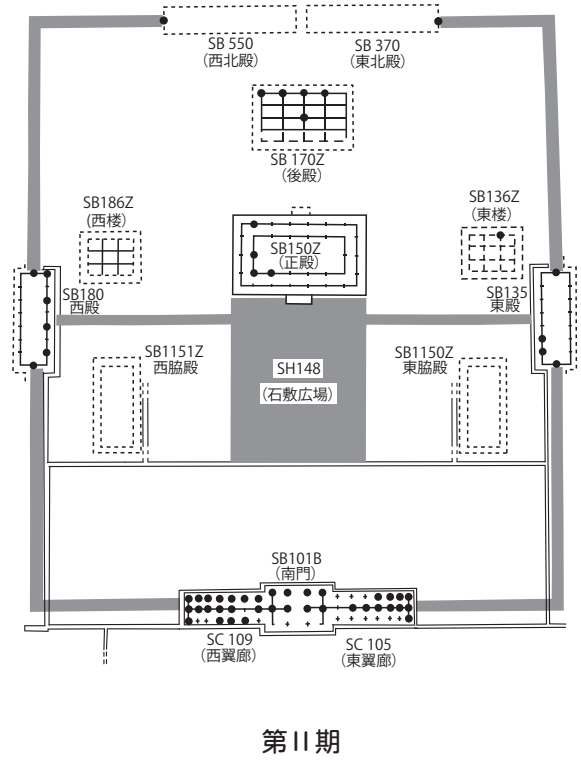 SB 550
(西北殿)
SB 370
(東北殿)
SB 170Z
(後殿)
SB186Z
(西楼)
SB136Z
(東楼)
SB150Z
(正殿)
SB180
西殿
SB135
東殿
SB1151Z
西脇殿
SH148
(石敷広場)
SB1150Z
東脇殿
SB101B
(南門)
SC 109
(西翼廊)
SC 105
(東翼廊)
第II期